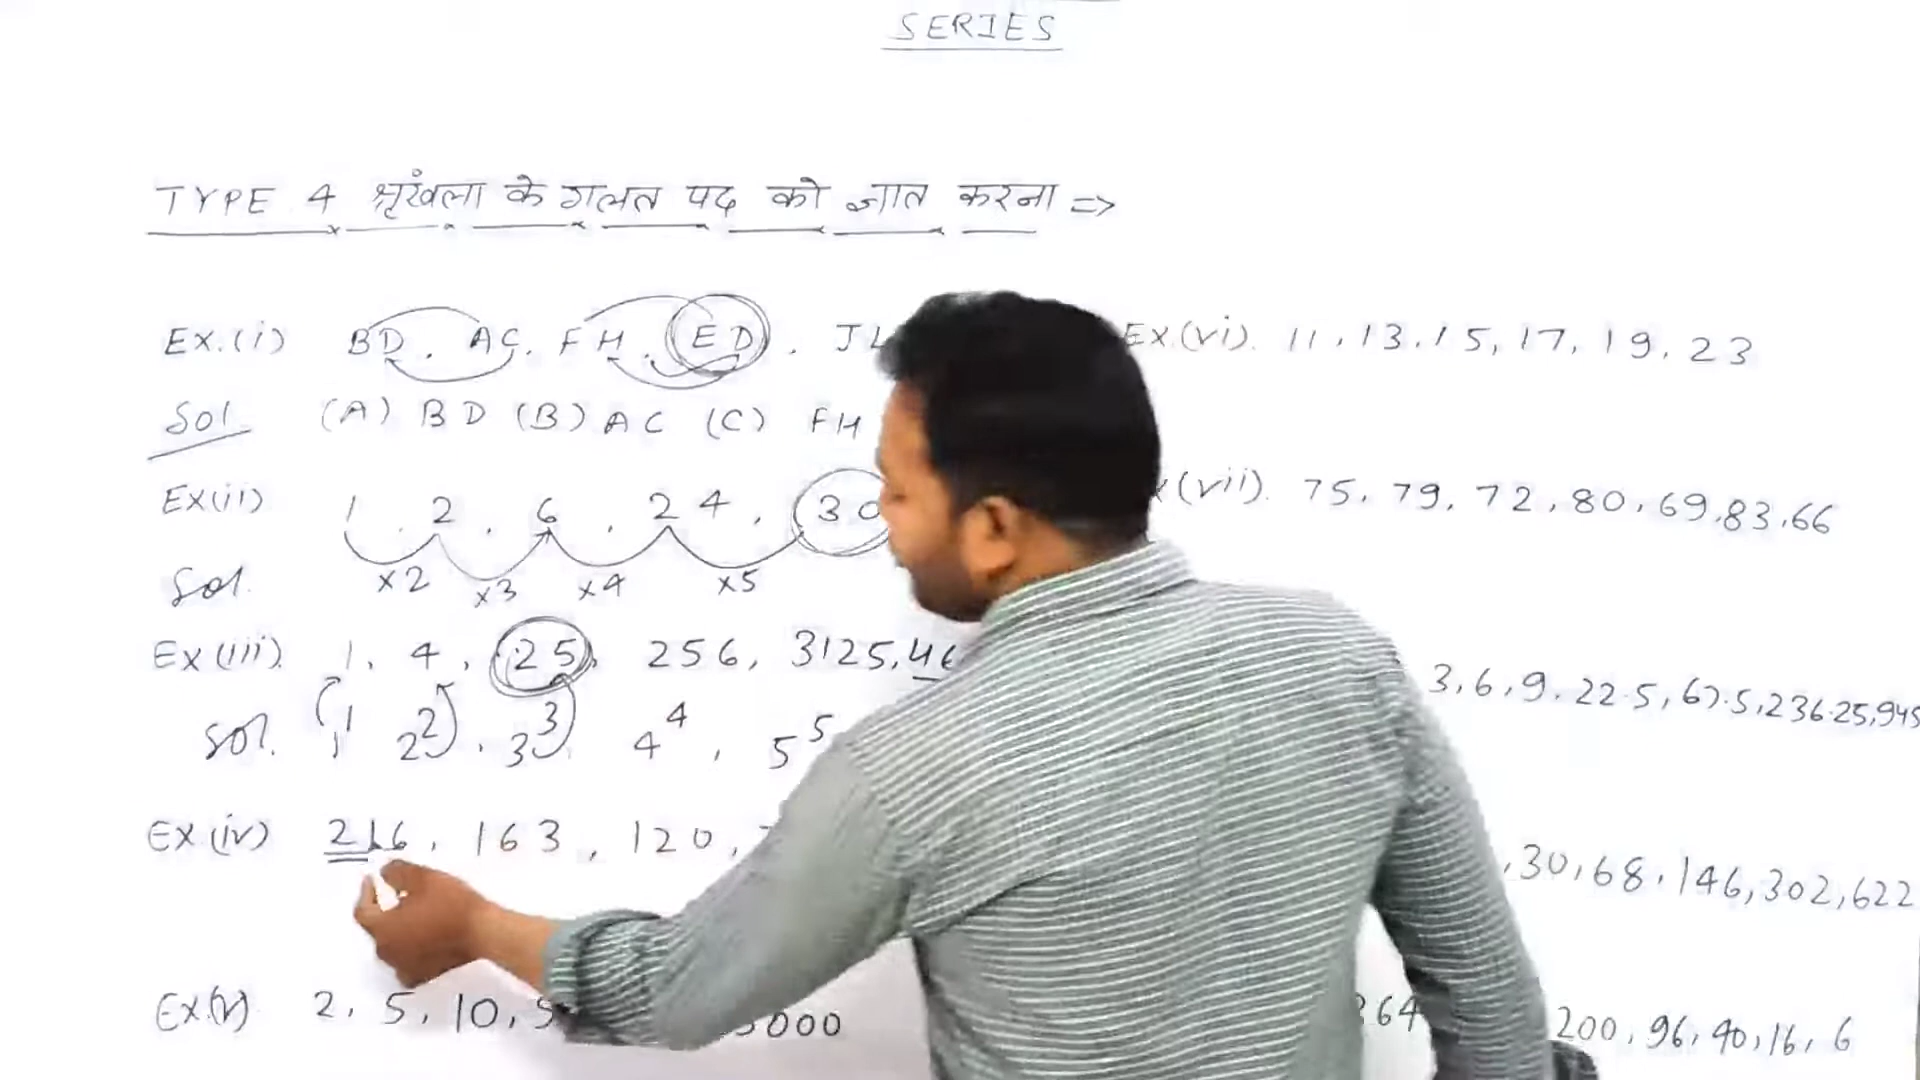 SERIES
TYPE 4 श्रृखंला के गलत पद को ज्ञात करना =>
Ex.(i) BD, AC, FH, ED, JL
Sol (A) BD (B) AC (C) FH
Ex(ii) 1, 2, 6, 24, 30
Sol. ×2 ×3 ×4 ×5
Ex(iii) 1, 4, 25, 256, 3125, 46
Sol. 1¹ 2², 3³, 4⁴, 5⁵
Ex.(iv) 216, 163, 120,
Ex.(v) 2, 5, 10, 5 5000
Ex.(vi). 11, 13, 15, 17, 19, 23
(vii). 75, 79, 72, 80, 69, 83, 66
3, 6, 9, 22.5, 67.5, 236.25, 945
, 30, 68, 146, 302, 622
364 200, 96, 40, 16, 6